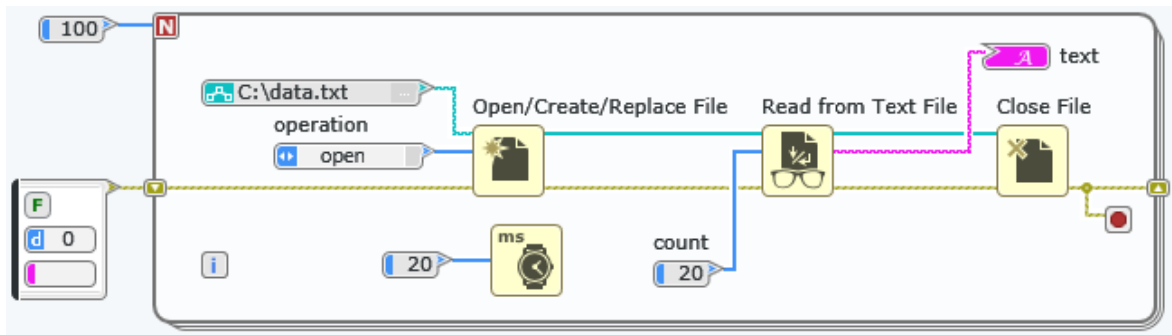 100
N
text
C:\data.txt ...
Open/Create/Replace File
Read from Text File
Close File
operation
open
F
d 0
ms
i
20
count
20